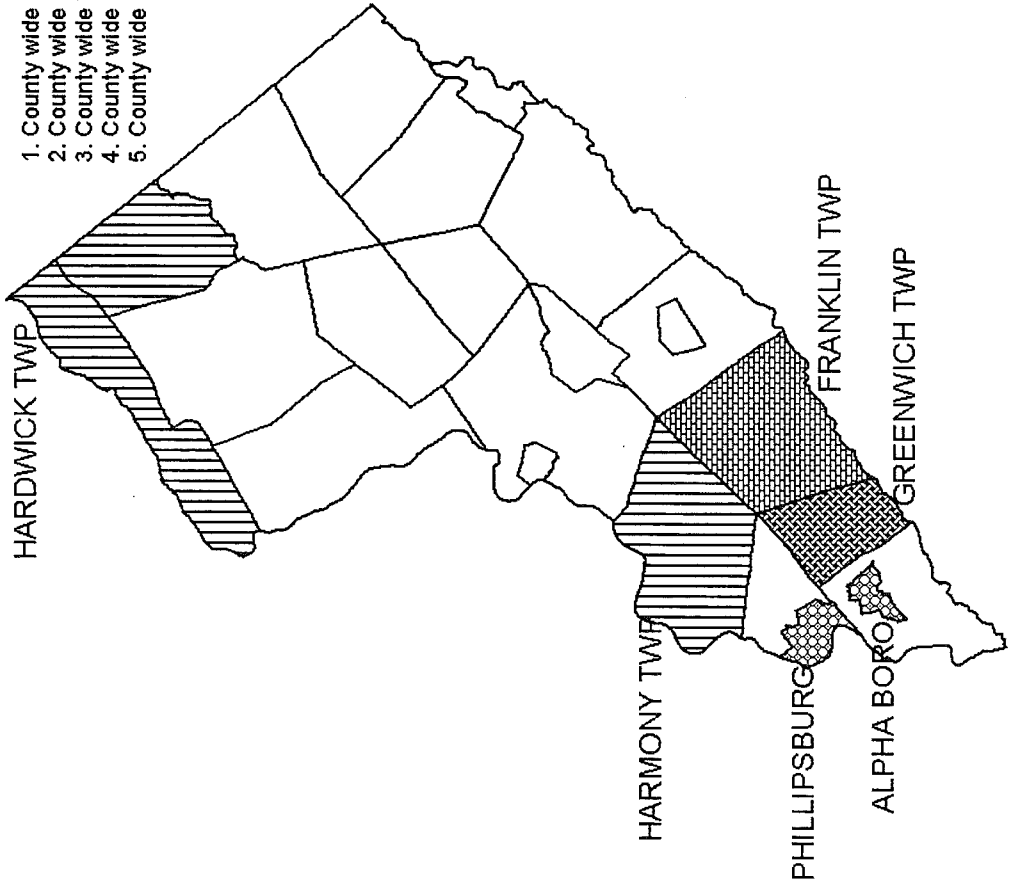 1. County wide
2. County wide
3. County wide
4. County wide
5. County wide
HARDWICK TWP
FRANKLIN TWP
GREENWICH TWP
HARMONY TWP
PHILLIPSBURG
ALPHA BORO